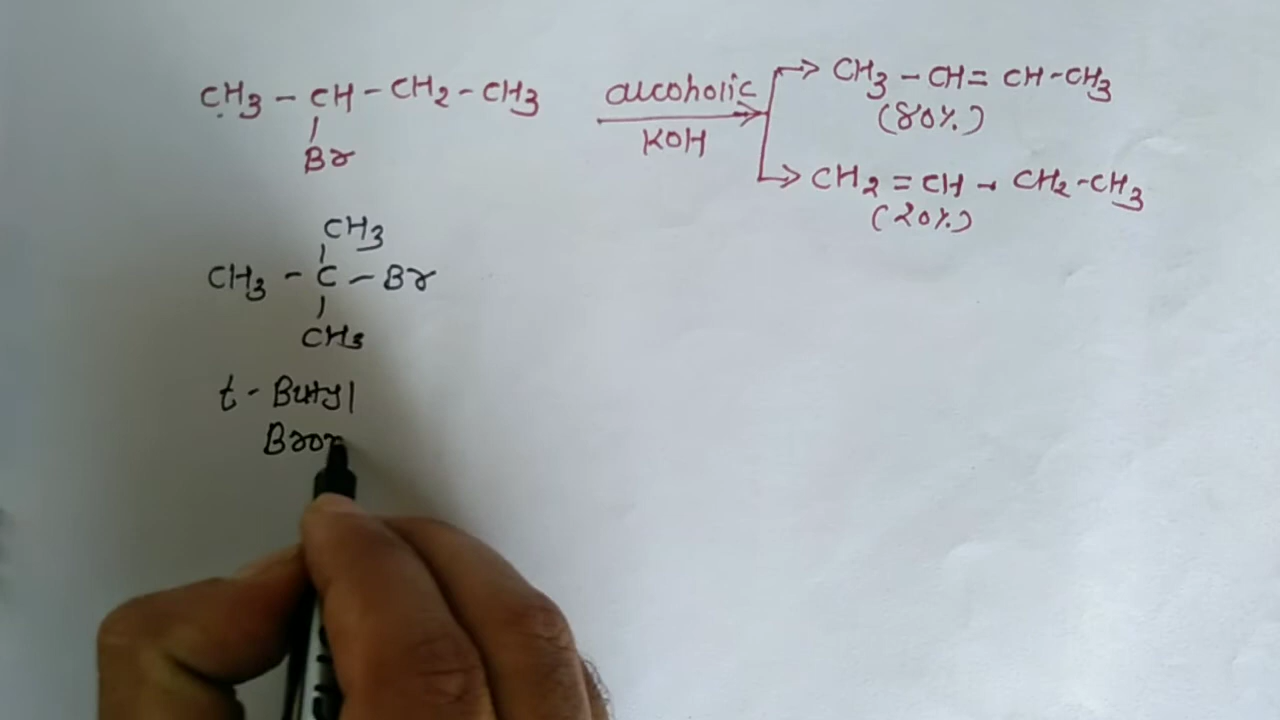 CH3 - CH - CH2 - CH3
Br
alcoholic
KOH
CH3 - CH = CH - CH3
(80%)
CH2 = CH - CH2 - CH3
(20%)
CH3
CH3 - C - Br
CH3
t - Butyl
Brom